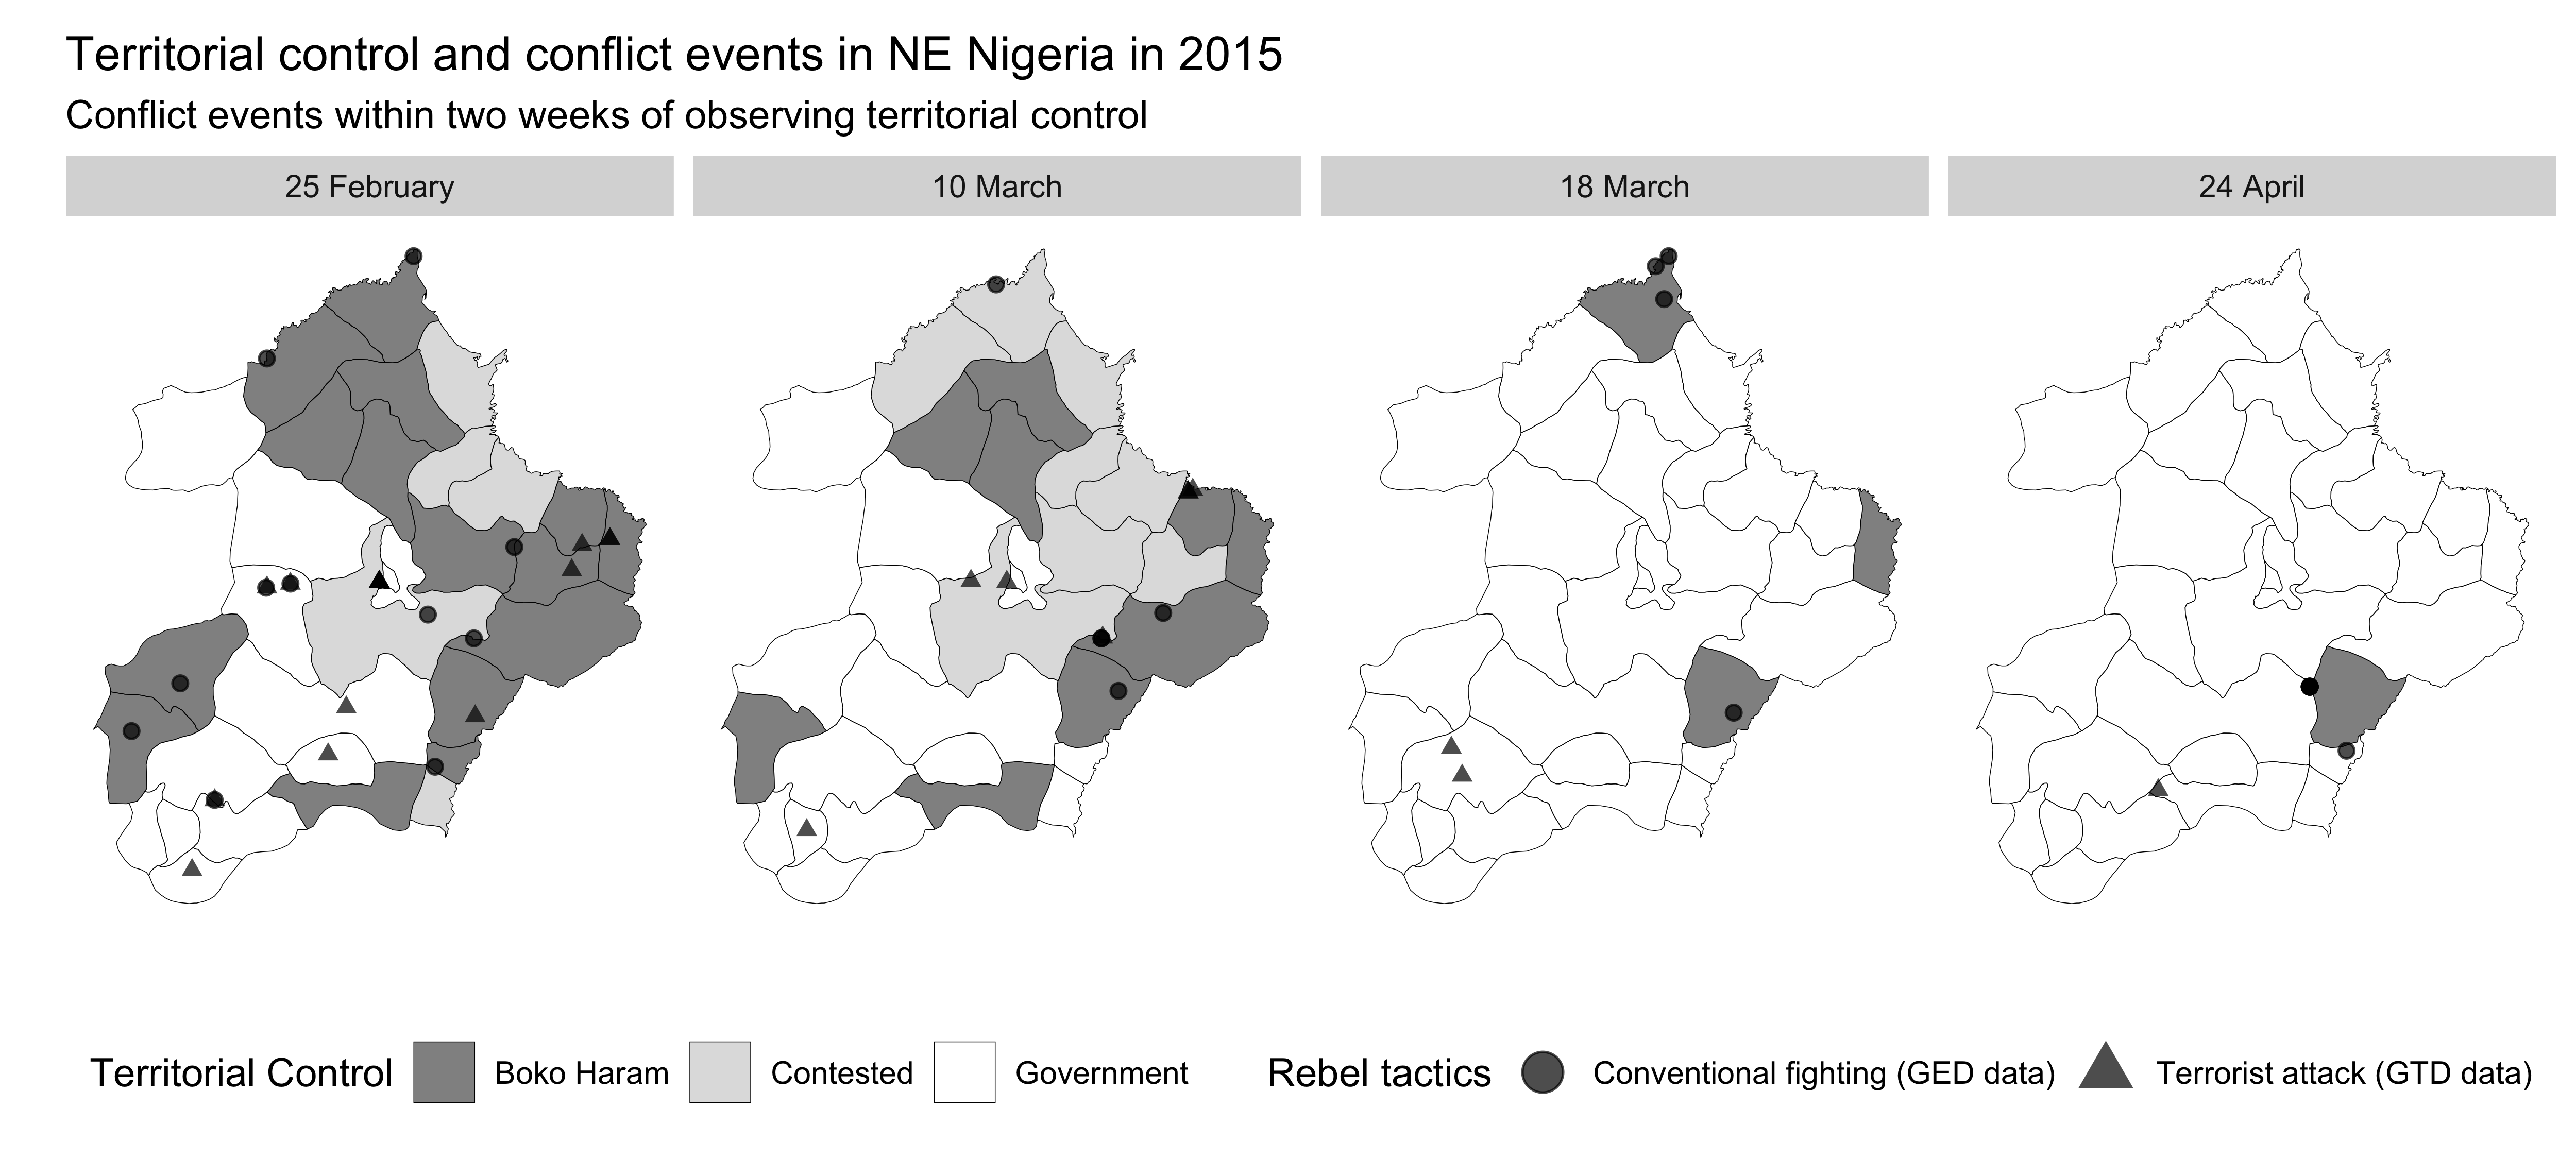 Territorial control and conflict events in NE Nigeria in 2015
Conflict events within two weeks of observing territorial control
25 February
10 March
18 March
24 April
Territorial Control
Boko Haram
Contested
Government
Rebel tactics
Conventional fighting (GED data)
Terrorist attack (GTD data)